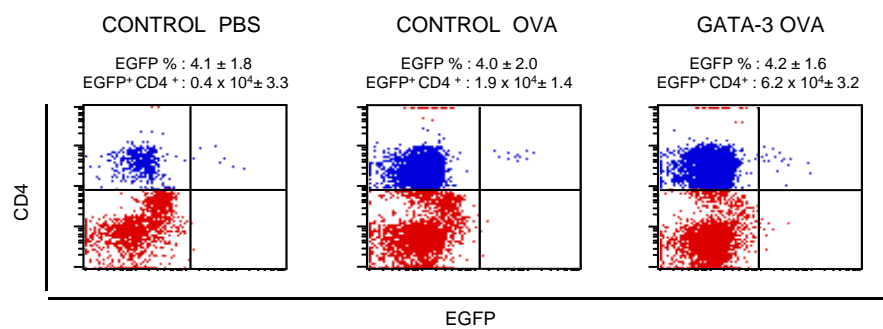 CONTROL PBS
EGFP % : 4.1 ± 1.8
EGFP⁺ CD4 ⁺ : 0.4 x 10⁴± 3.3
CONTROL OVA
EGFP % : 4.0 ± 2.0
EGFP⁺ CD4 ⁺ : 1.9 x 10⁴± 1.4
GATA-3 OVA
EGFP % : 4.2 ± 1.6
EGFP⁺ CD4⁺ : 6.2 x 10⁴± 3.2
CD4
EGFP